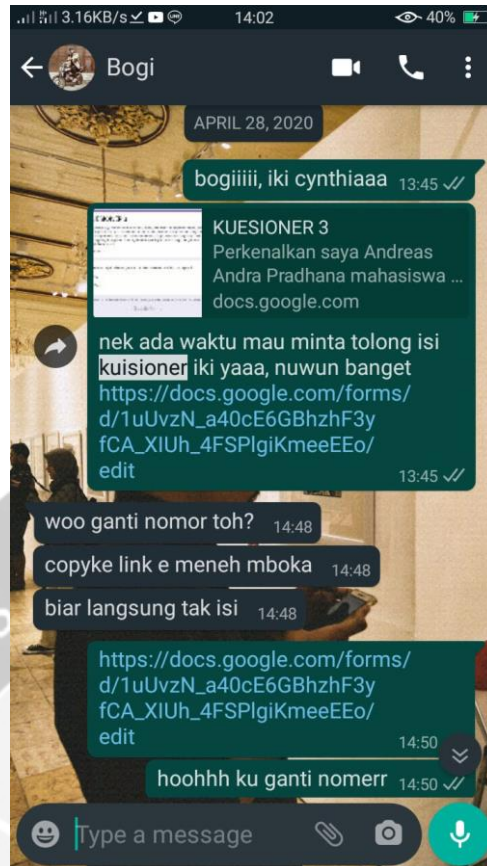 3.16KB/s 14:02 40%
Bogi
APRIL 28, 2020
bogiiiii, iki cynthiaaa 13:45
KUESIONER 3
Perkenalkan saya Andreas
Andra Pradhana mahasiswa ...
docs.google.com
nek ada waktu mau minta tolong isi
kuisioner iki yaaa, nuwun banget
https://docs.google.com/forms/
d/1uUvzN_a40cE6GBhzhF3y
fCA_XIUh_4FSPlgiKmeeEEo/
edit 13:45
woo ganti nomor toh? 14:48
copyke link e meneh mboka 14:48
biar langsung tak isi 14:48
https://docs.google.com/forms/
d/1uUvzN_a40cE6GBhzhF3y
fCA_XIUh_4FSPlgiKmeeEEo/
edit 14:50
hoohhh ku ganti nomerr 14:50
Type a message